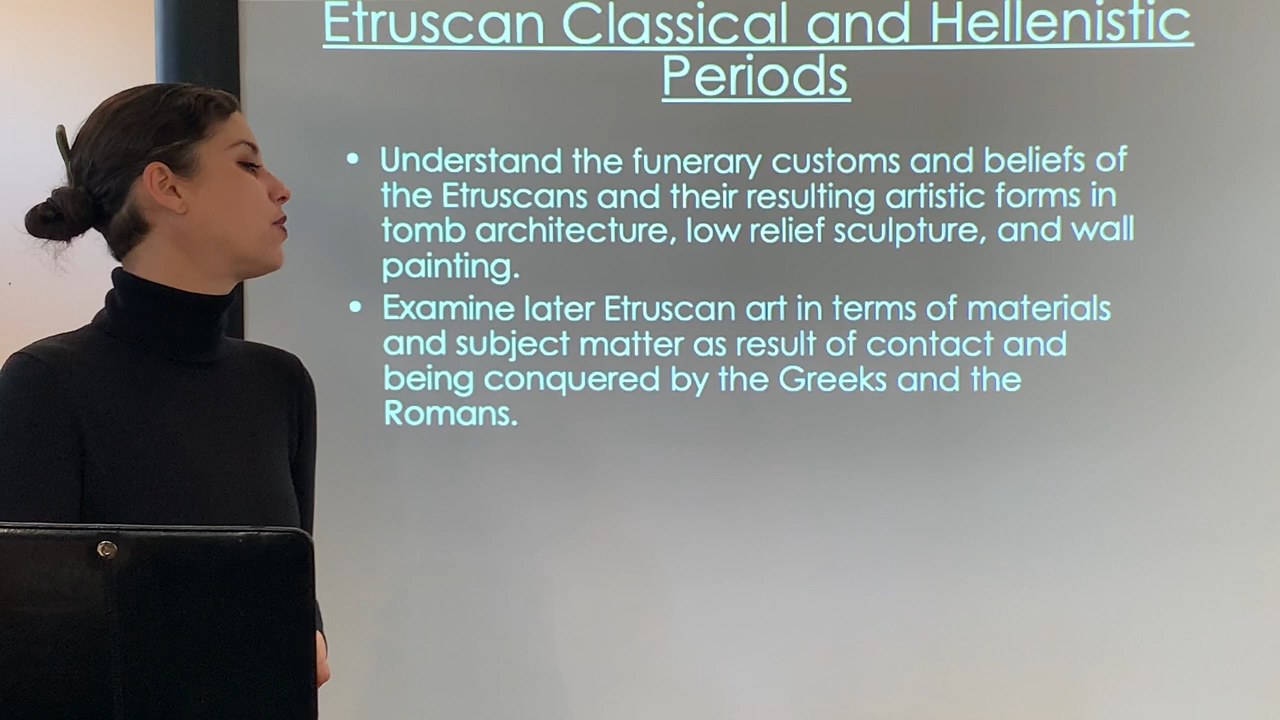 Etruscan Classical and Hellenistic
Periods
• Understand the funerary customs and beliefs of
the Etruscans and their resulting artistic forms in
tomb architecture, low relief sculpture, and wall
painting.
• Examine later Etruscan art in terms of materials
and subject matter as result of contact and
being conquered by the Greeks and the
Romans.